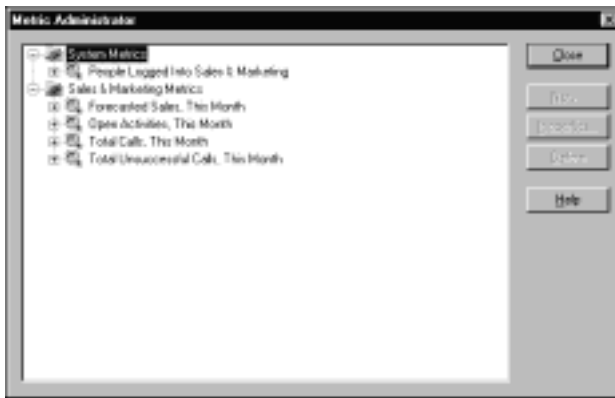 Metric Administrator
System Metrics
People Logged Into Sales & Marketing
Sales & Marketing Metrics
Forecasted Sales, This Month
Open Activities, This Month
Total Calls, This Month
Total Unsuccessful Calls, This Month
Close
Help